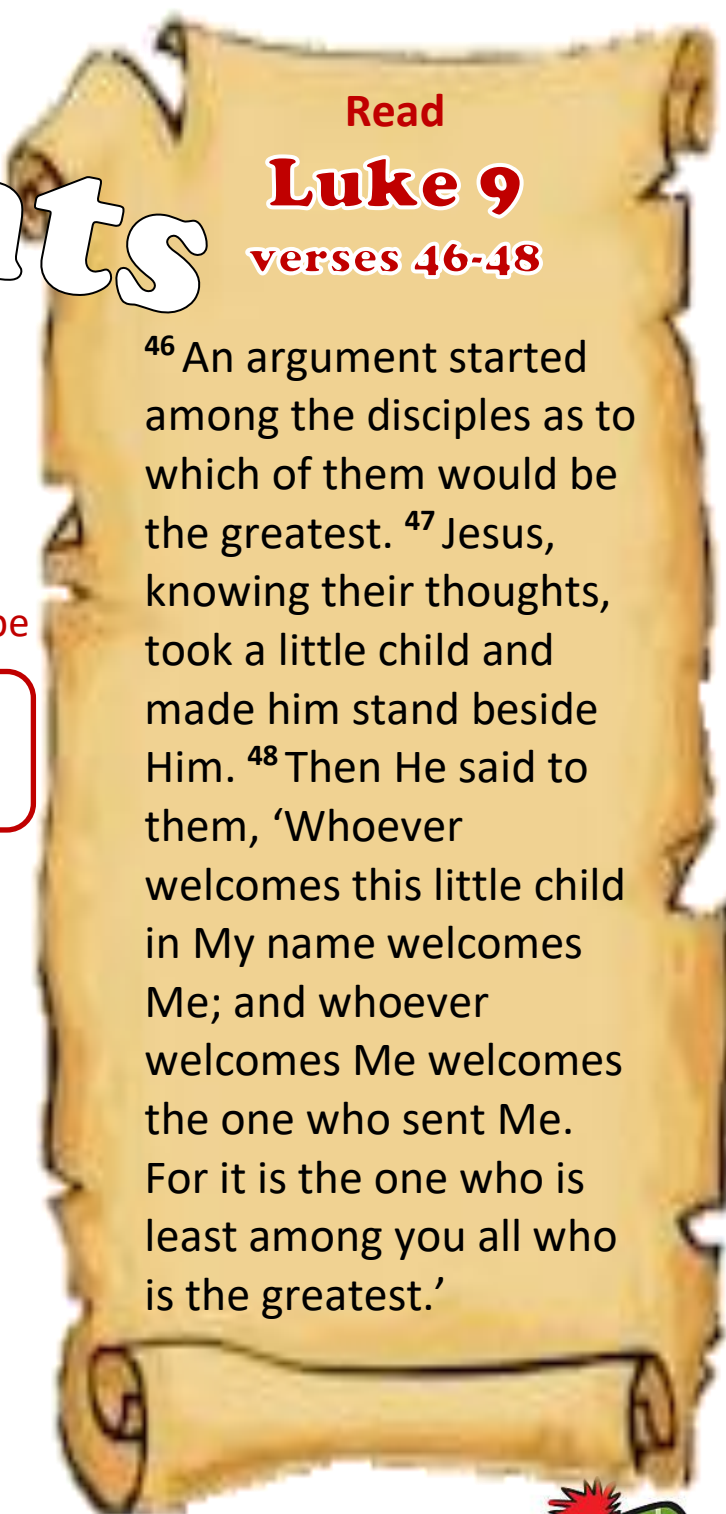 Read
Luke 9
verses 46-48
ts
46 An argument started
among the disciples as to
which of them would be
the greatest. 47 Jesus,
knowing their thoughts,
be
took a little child and
made him stand beside
Him. 48 Then He said to
them, ‘Whoever
welcomes this little child
in My name welcomes
Me; and whoever
welcomes Me welcomes
the one who sent Me.
For it is the one who is
least among you all who
is the greatest.’